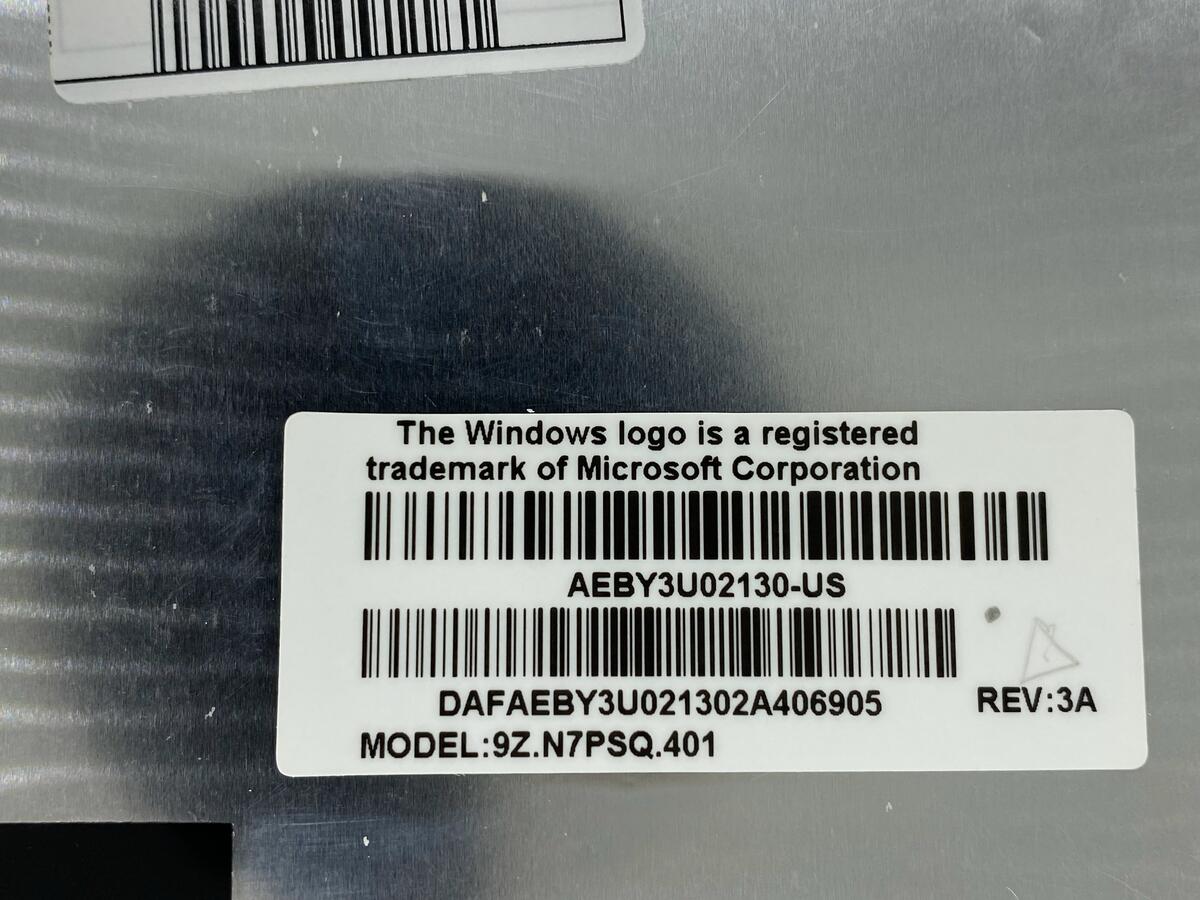 The Windows logo is a registered
trademark of Microsoft Corporation
AEBY3U02130-US
DAFAEBY3U021302A406905
REV:3A
MODEL:9Z.N7PSQ.401